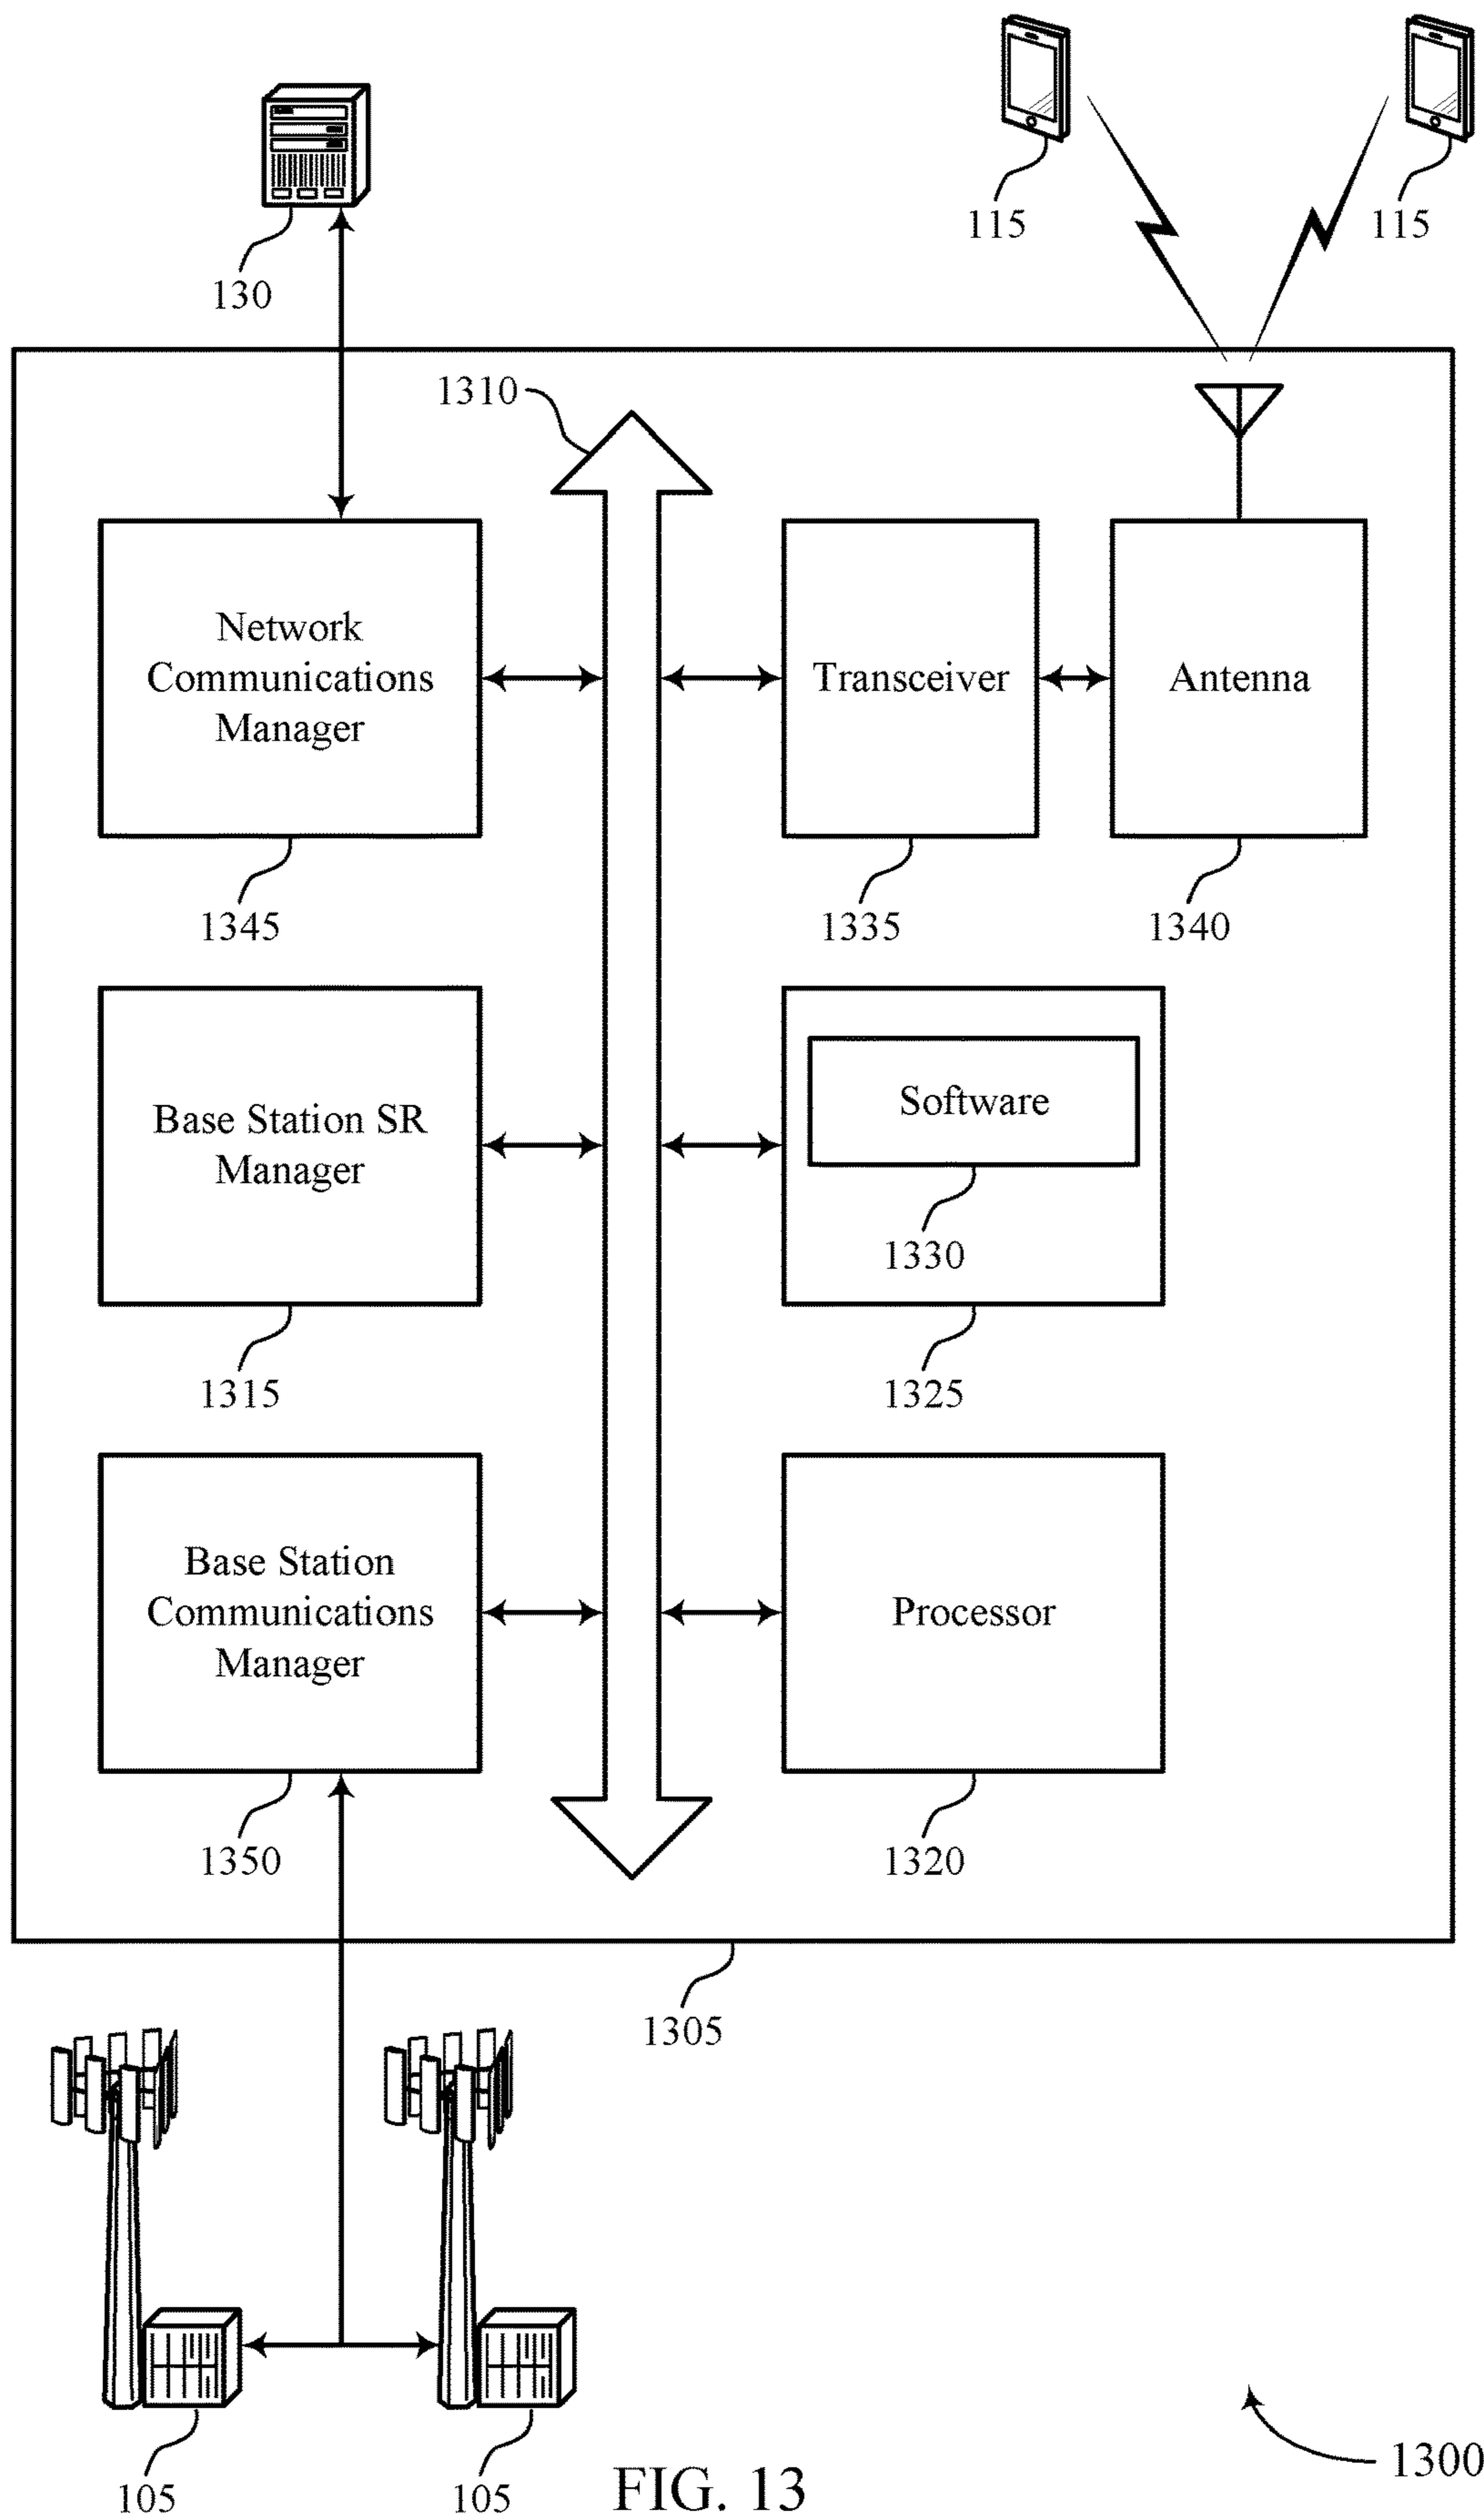 115
115
130
1310
Network
Communications
Manager
Transceiver
Antenna
1345
1335
1340
Base Station SR
Manager
Software
1330
1315
1325
Base Station
Communications
Manager
Processor
1350
1320
1305
105
105
FIG. 13
1300